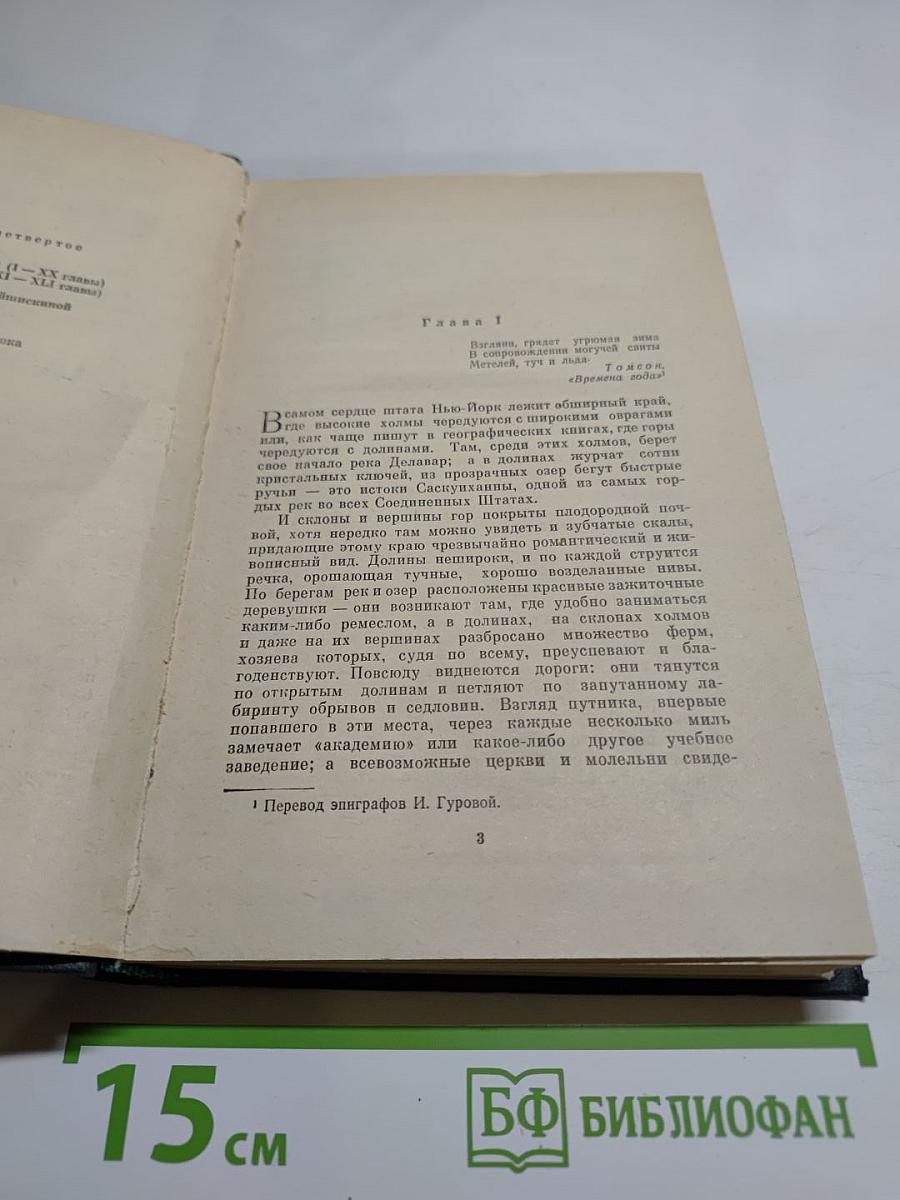 четвертое
(I — XX главы)
XI — XLI главы)
йшискиной
ока
Глава I
Взгляни, грядет угрюмая зима
В сопровождении могучей свиты
Метелей, туч и льда.
Томсон,
«Времена года»¹
В самом сердце штата Нью-Йорк лежит обширный край,
где высокие холмы чередуются с широкими оврагами
или, как чаще пишут в географических книгах, где горы
чередуются с долинами. Там, среди этих холмов, берет
свое начало река Делавар; а в долинах журчат сотни
кристальных ключей, из прозрачных озер бегут быстрые
ручьи — это истоки Саскуиханны, одной из самых гор-
дых рек во всех Соединенных Штатах.
И склоны и вершины гор покрыты плодородной поч-
вой, хотя нередко там можно увидеть и зубчатые скалы,
придающие этому краю чрезвычайно романтический и жи-
вописный вид. Долины нешироки, и по каждой струится
речка, орошающая тучные, хорошо возделанные нивы.
По берегам рек и озер расположены красивые зажиточные
деревушки — они возникают там, где удобно заниматься
каким-либо ремеслом, а в долинах, на склонах холмов
и даже на их вершинах разбросано множество ферм,
хозяева которых, судя по всему, преуспевают и бла-
годенствуют. Повсюду виднеются дороги: они тянутся
по открытым долинам и петляют по запутанному ла-
биринту обрывов и седловин. Взгляд путника, впервые
попавшего в эти места, через каждые несколько миль
замечает «академию» или какое-либо другое учебное
заведение; а всевозможные церкви и молельни свиде-
¹ Перевод эпиграфов И. Гуровой.
3
15 см
БФ БИБЛИОФАН